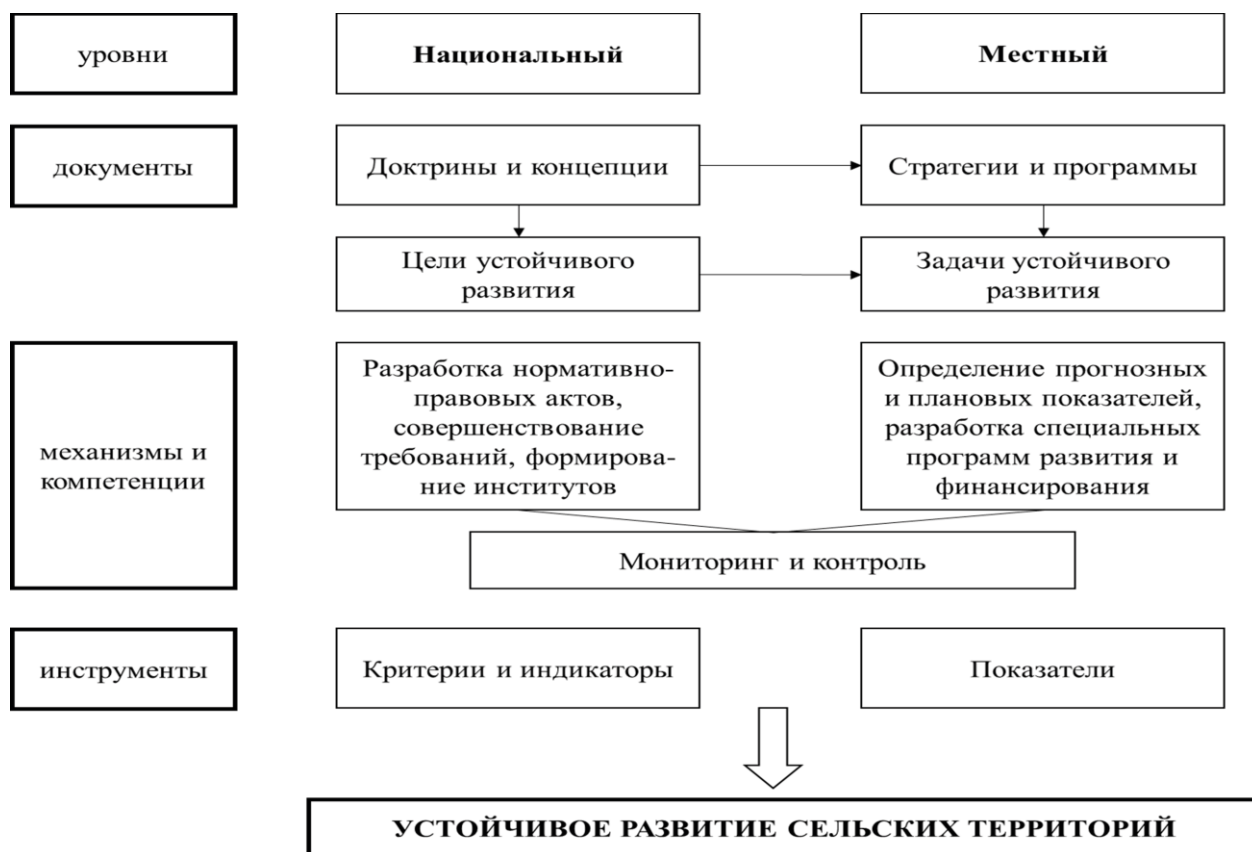 уровни
Национальный
Местный
документы
Доктрины и концепции
Стратегии и программы
Цели устойчивого
развития
Задачи устойчивого
развития
механизмы и
компетенции
Разработка нормативно-
правовых актов,
совершенствование
требований, формирова-
ние институтов
Определение прогнозных
и плановых показателей,
разработка специальных
программ развития и
финансирования
Мониторинг и контроль
инструменты
Критерии и индикаторы
Показатели
УСТОЙЧИВОЕ РАЗВИТИЕ СЕЛЬСКИХ ТЕРРИТОРИЙ